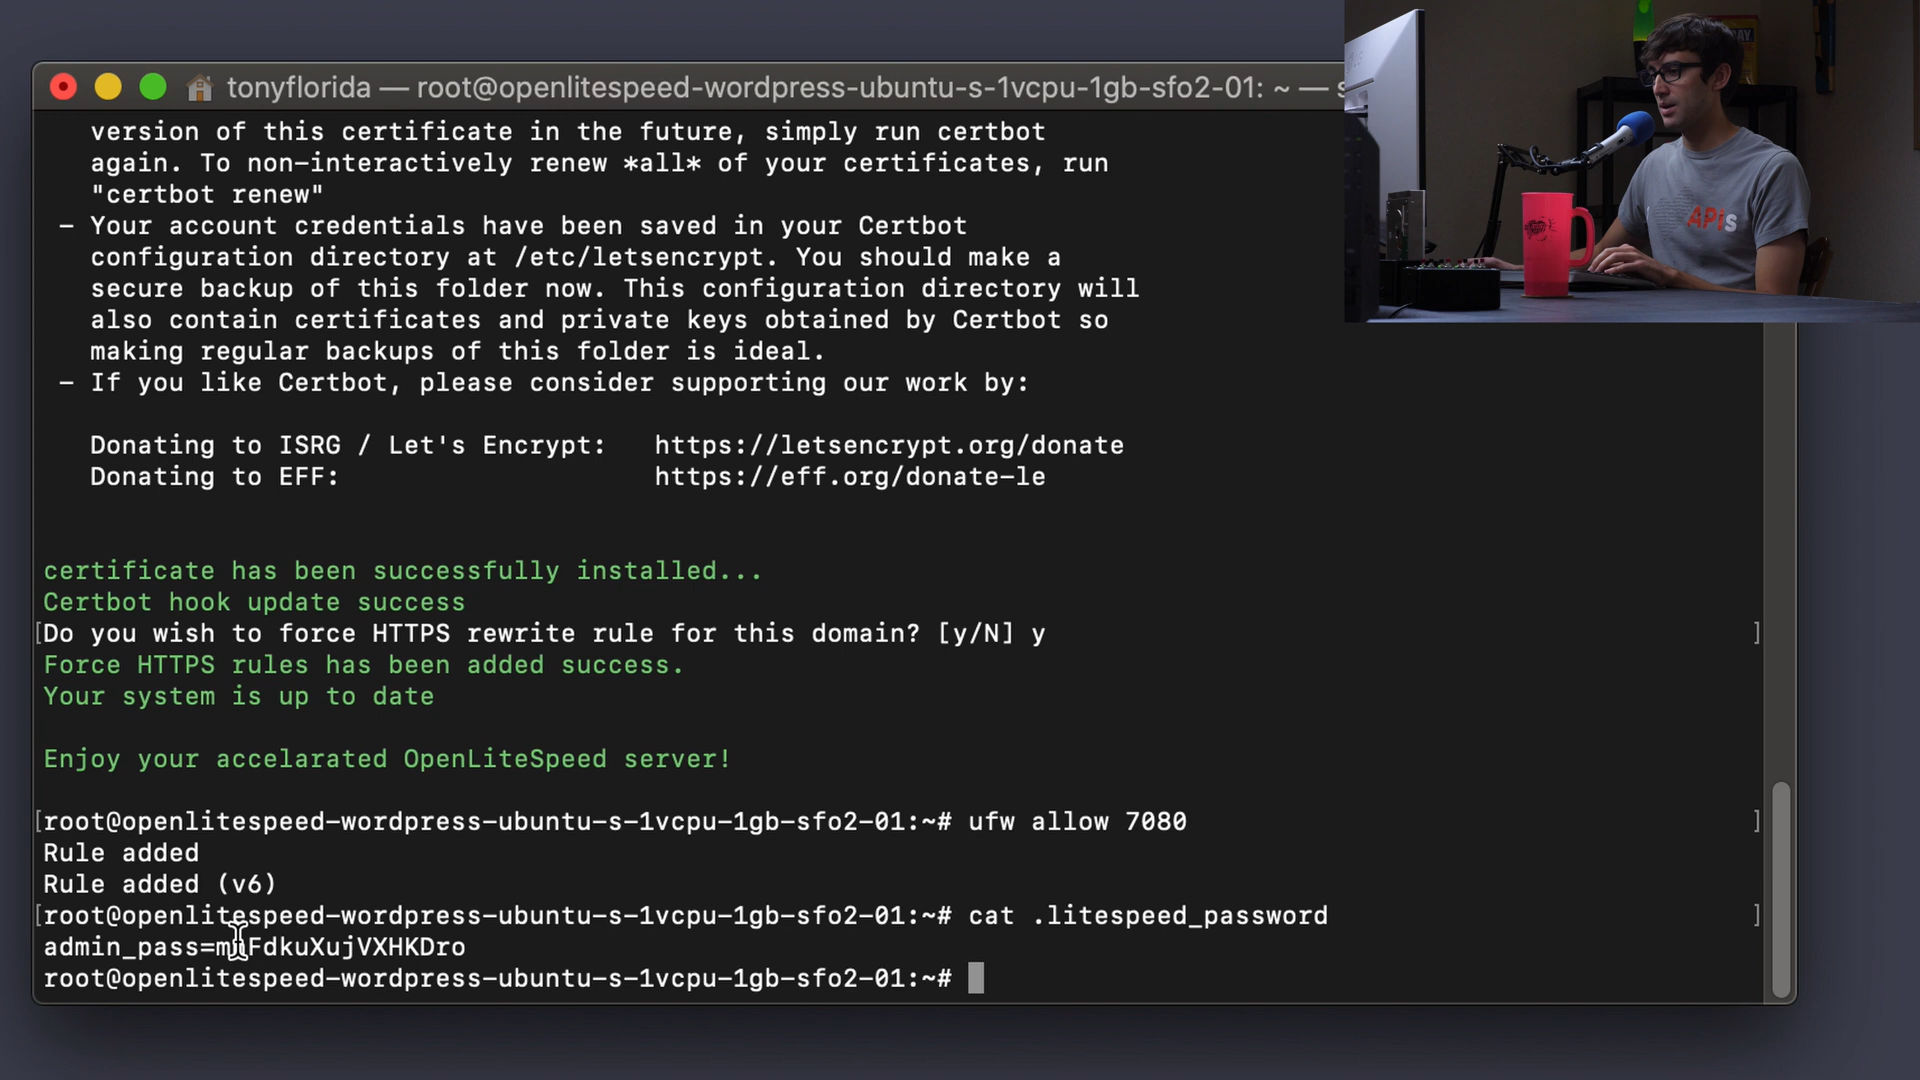 tonyflorida — root@openlitespeed-wordpress-ubuntu-s-1vcpu-1gb-sfo2-01: ~ —
version of this certificate in the future, simply run certbot
again. To non-interactively renew *all* of your certificates, run
"certbot renew"
- Your account credentials have been saved in your Certbot
configuration directory at /etc/letsencrypt. You should make a
secure backup of this folder now. This configuration directory will
also contain certificates and private keys obtained by Certbot so
making regular backups of this folder is ideal.
- If you like Certbot, please consider supporting our work by:
Donating to ISRG / Let's Encrypt: https://letsencrypt.org/donate
Donating to EFF: https://eff.org/donate-le
certificate has been successfully installed...
Certbot hook update success
[Do you wish to force HTTPS rewrite rule for this domain? [y/N] y ]
Force HTTPS rules has been added success.
Your system is up to date
Enjoy your accelarated OpenLiteSpeed server!
[root@openlitespeed-wordpress-ubuntu-s-1vcpu-1gb-sfo2-01:~# ufw allow 7080 ]
Rule added
Rule added (v6)
[root@openlitespeed-wordpress-ubuntu-s-1vcpu-1gb-sfo2-01:~# cat .litespeed_password ]
root@openlitespeed-wordpress-ubuntu-s-1vcpu-1gb-sfo2-01:~#
APIs